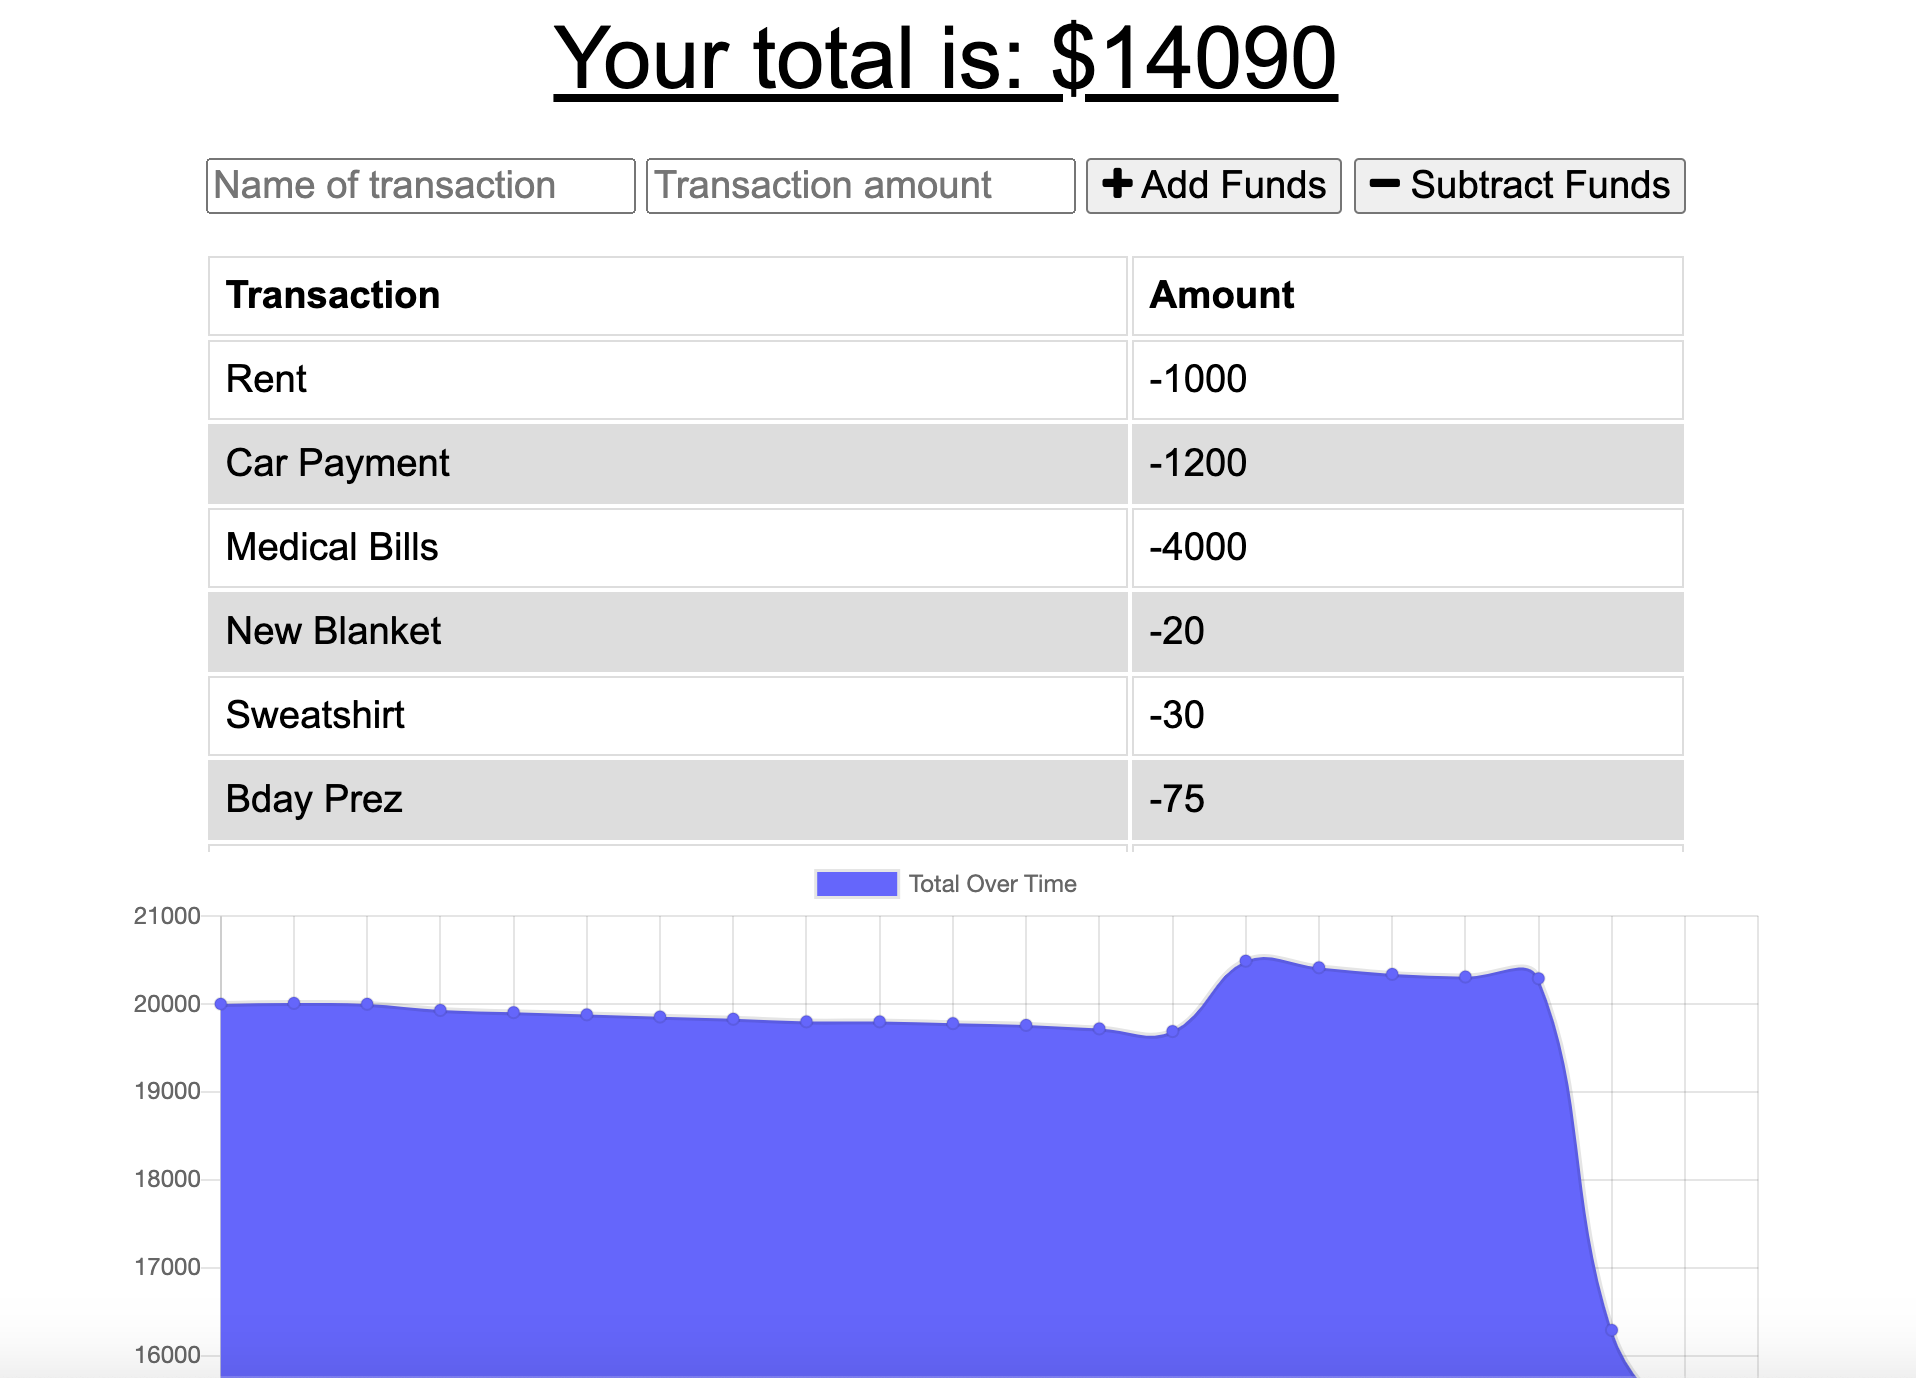 Your total is: $14090
Name of transaction Transaction amount Add Funds Subtract Funds
Transaction Amount
Rent -1000
Car Payment -1200
Medical Bills -4000
New Blanket -20
Sweatshirt -30
Bday Prez -75
Total Over Time
21000
20000
19000
18000
17000
16000